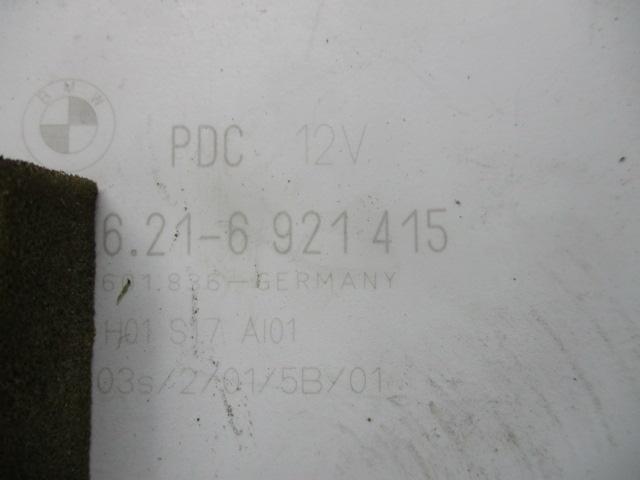 BMW
PDC 12V
6.21-6 921 415
601.836-GERMANY
H01 S17 AI01
03s/2/01/5B/01